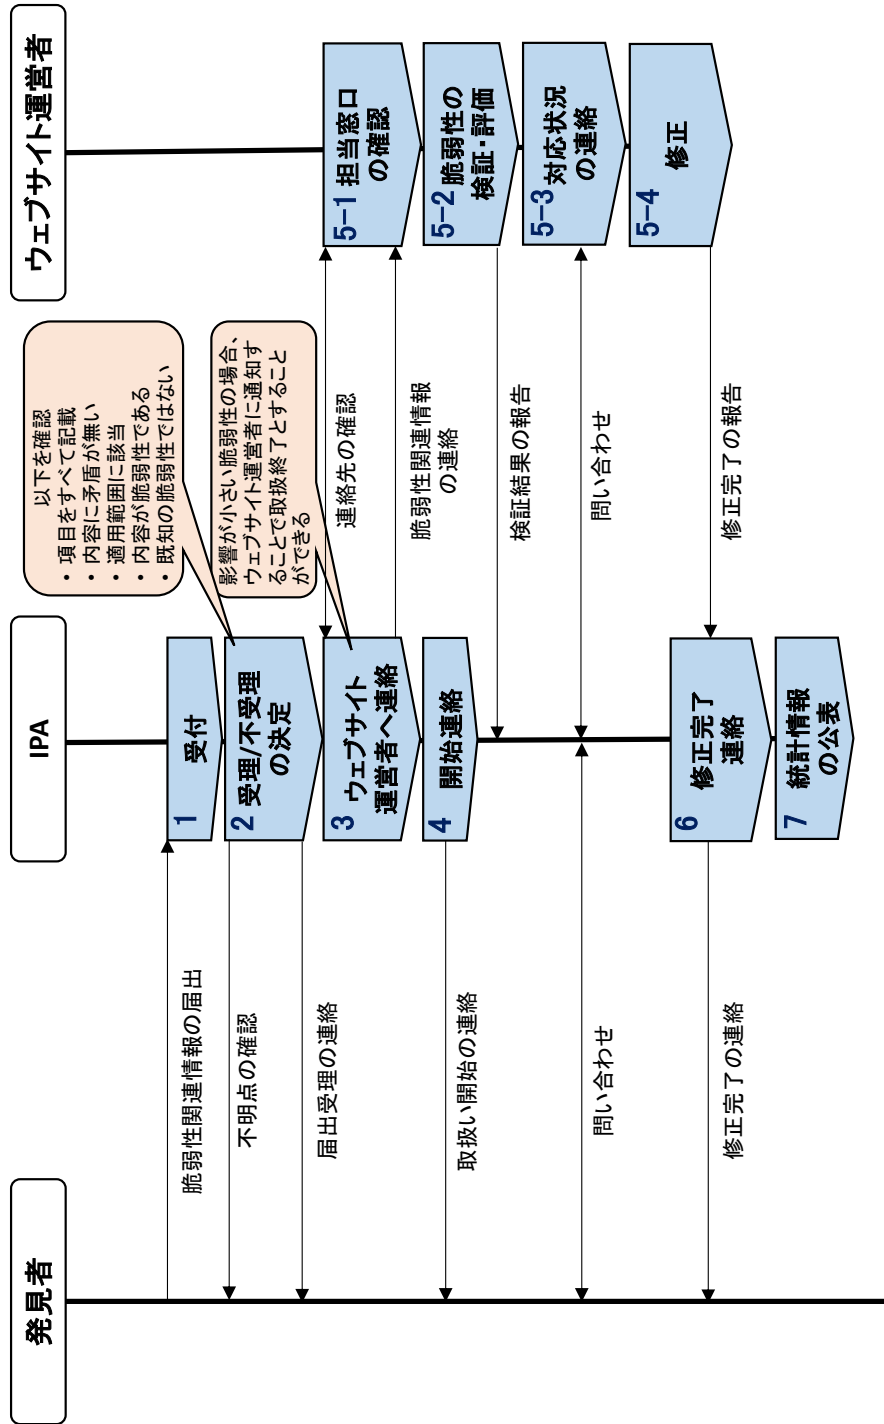 発見者
IPA
ウェブサイト運営者
以下を確認
・ 項目をすべて記載
・ 内容に矛盾が無い
・ 適用範囲に該当
・ 内容が脆弱性である
・ 既知の脆弱性ではない
影響が小さい脆弱性の場合、
ウェブサイト運営者に通知す
ることで取扱終了とすること
ができる
脆弱性関連情報の届出
1 受付
不明点の確認
2 受理/不受理
の決定
届出受理の連絡
3 ウェブサイト
運営者へ連絡
連絡先の確認
5-1 担当窓口
の確認
脆弱性関連情報
の連絡
4 開始連絡
取扱い開始の連絡
5-2 脆弱性の
検証・評価
検証結果の報告
5-3 対応状況
の連絡
問い合わせ
問い合わせ
5-4 修正
修正完了の報告
6 修正完了
連絡
修正完了の連絡
7 統計情報
の公表